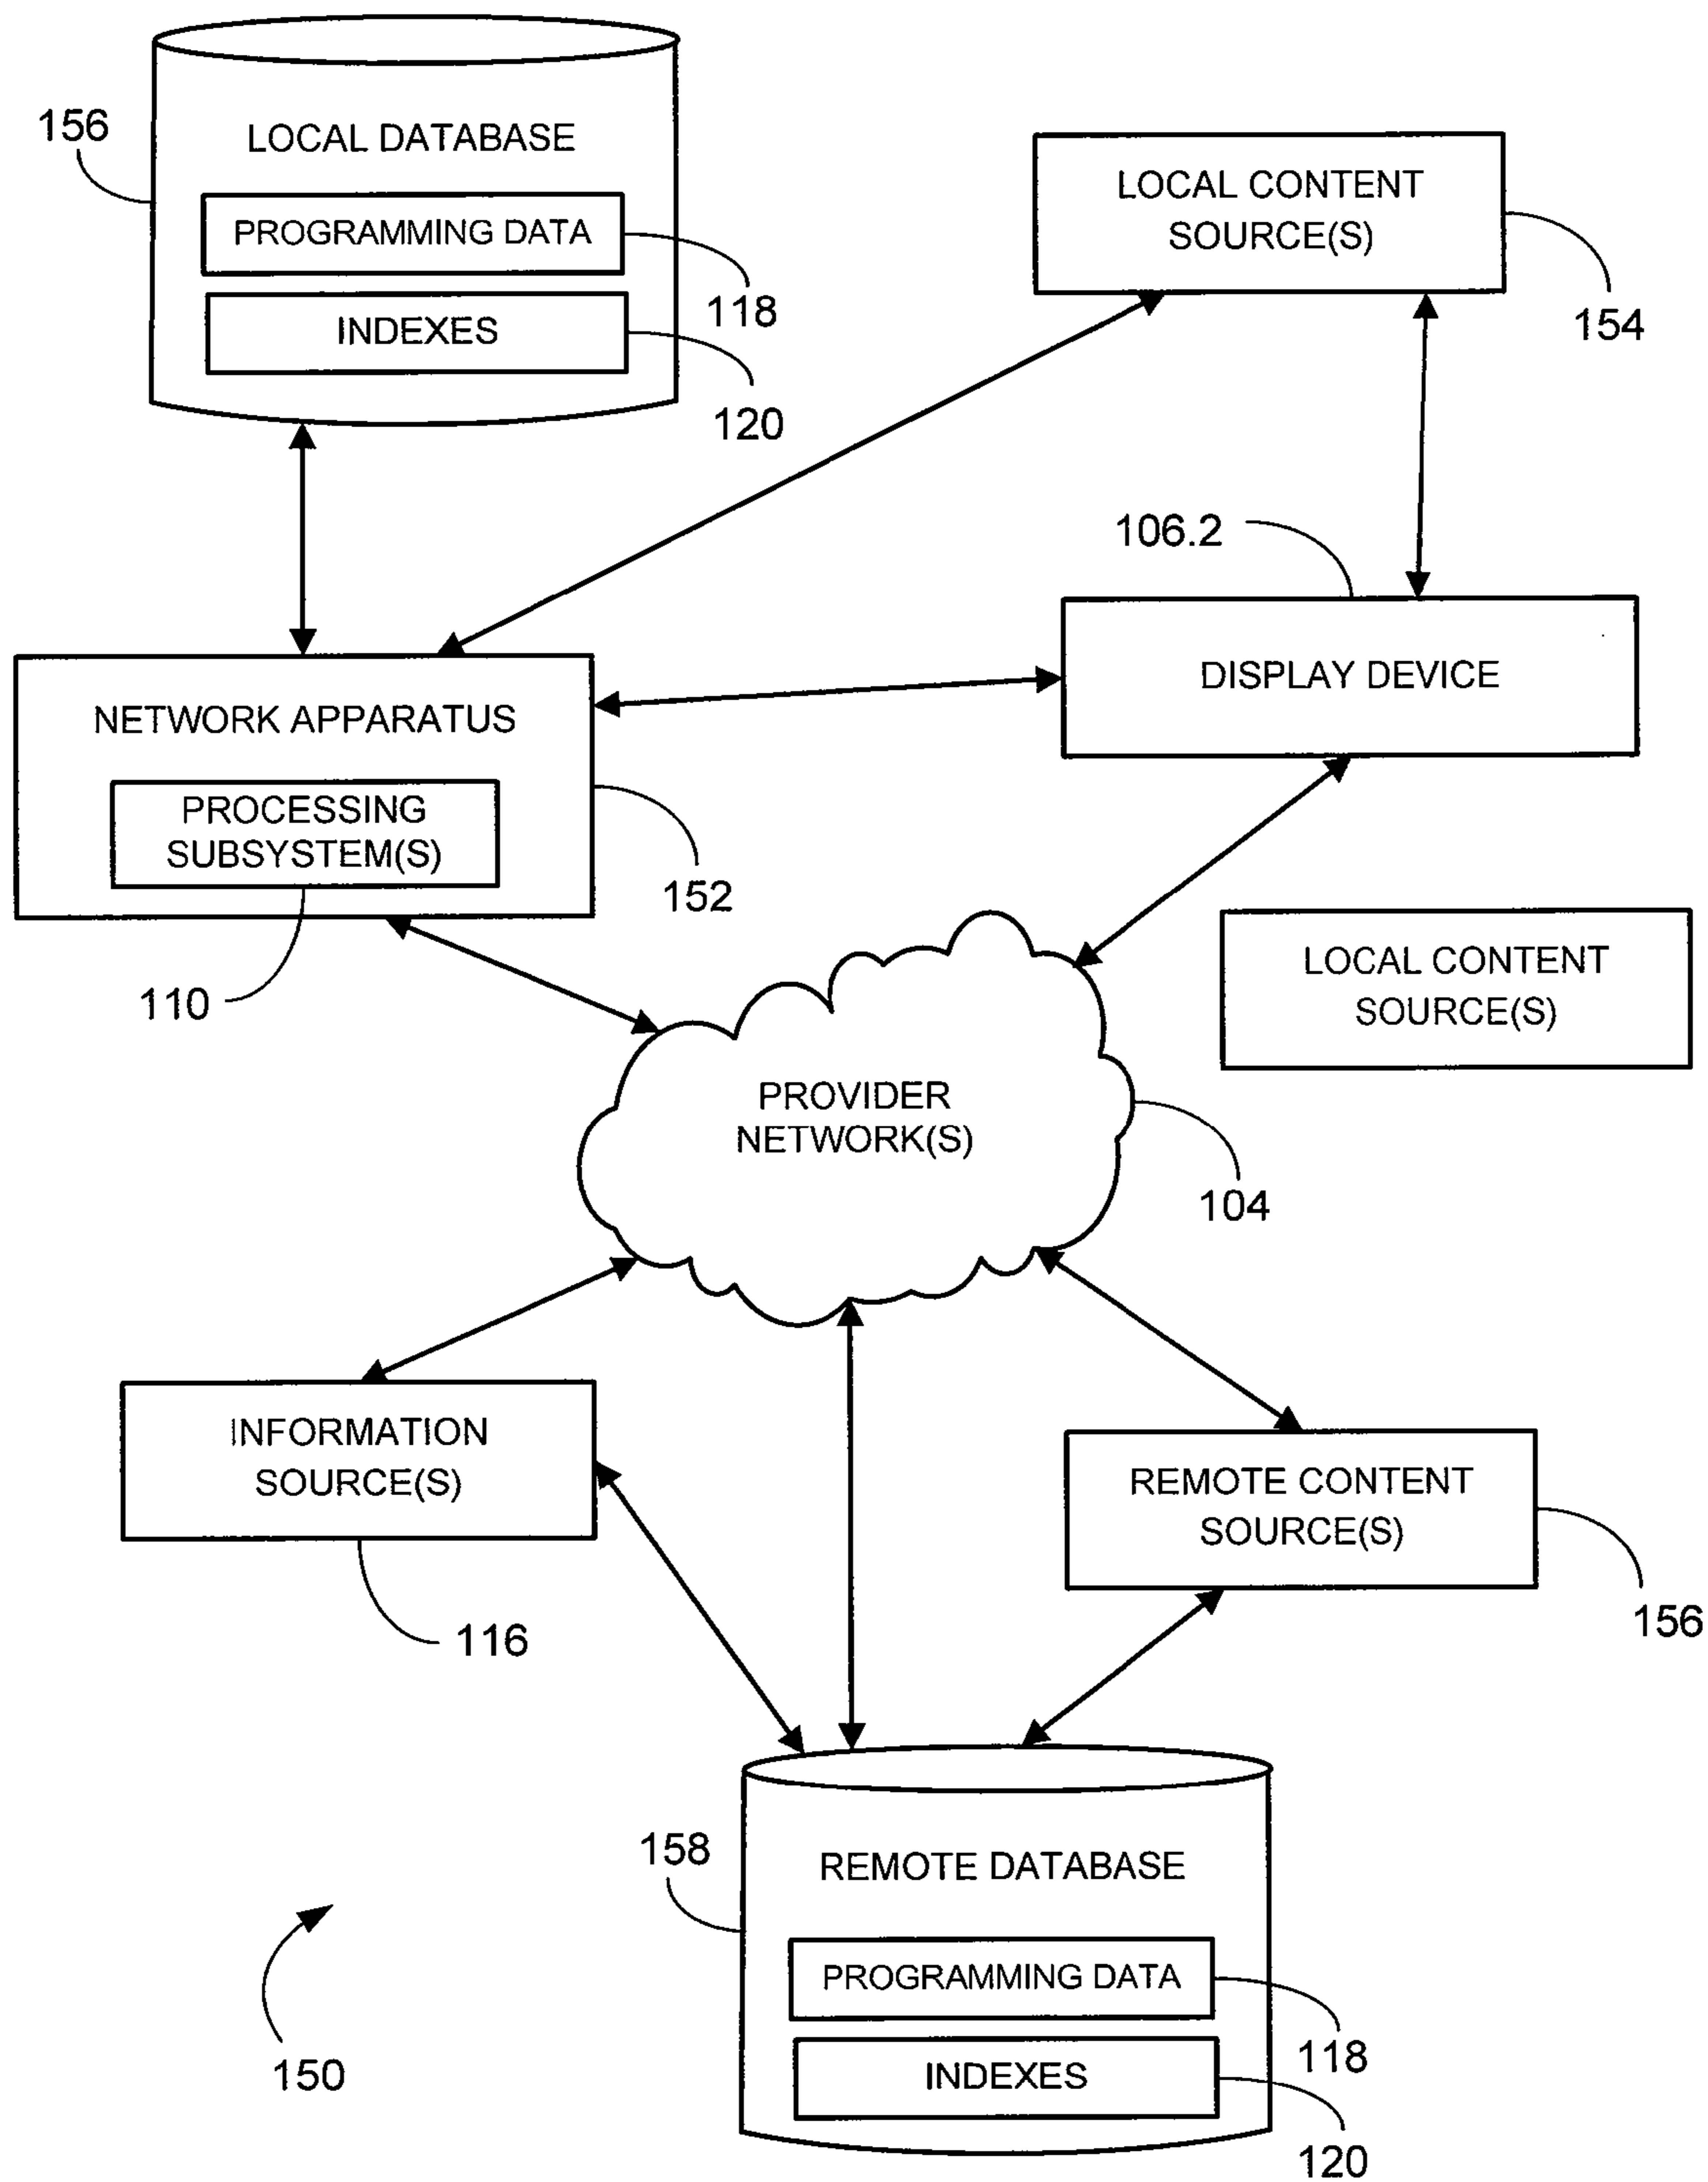 156
LOCAL DATABASE
PROGRAMMING DATA
118
INDEXES
120
LOCAL CONTENT
SOURCE(S)
154
106.2
DISPLAY DEVICE
NETWORK APPARATUS
PROCESSING
SUBSYSTEM(S)
152
110
LOCAL CONTENT
SOURCE(S)
PROVIDER
NETWORK(S)
104
INFORMATION
SOURCE(S)
116
REMOTE CONTENT
SOURCE(S)
156
158
REMOTE DATABASE
PROGRAMMING DATA
118
INDEXES
120
150